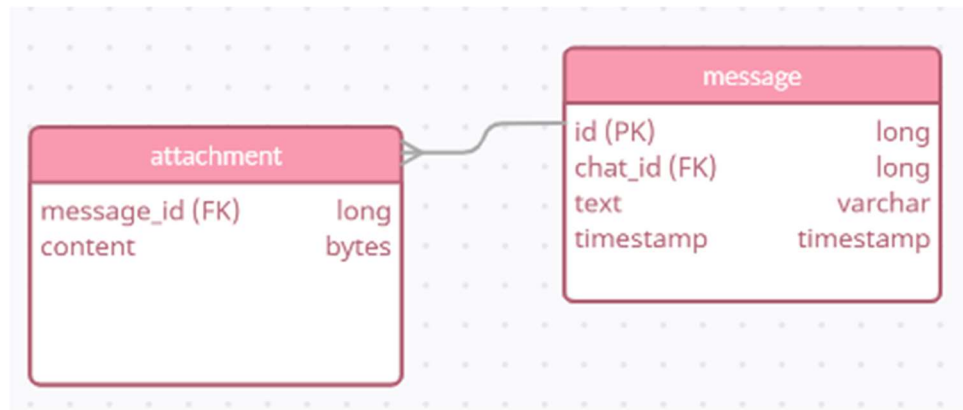 attachment
message_id (FK) long
content bytes
message
id (PK) long
chat_id (FK) long
text varchar
timestamp timestamp